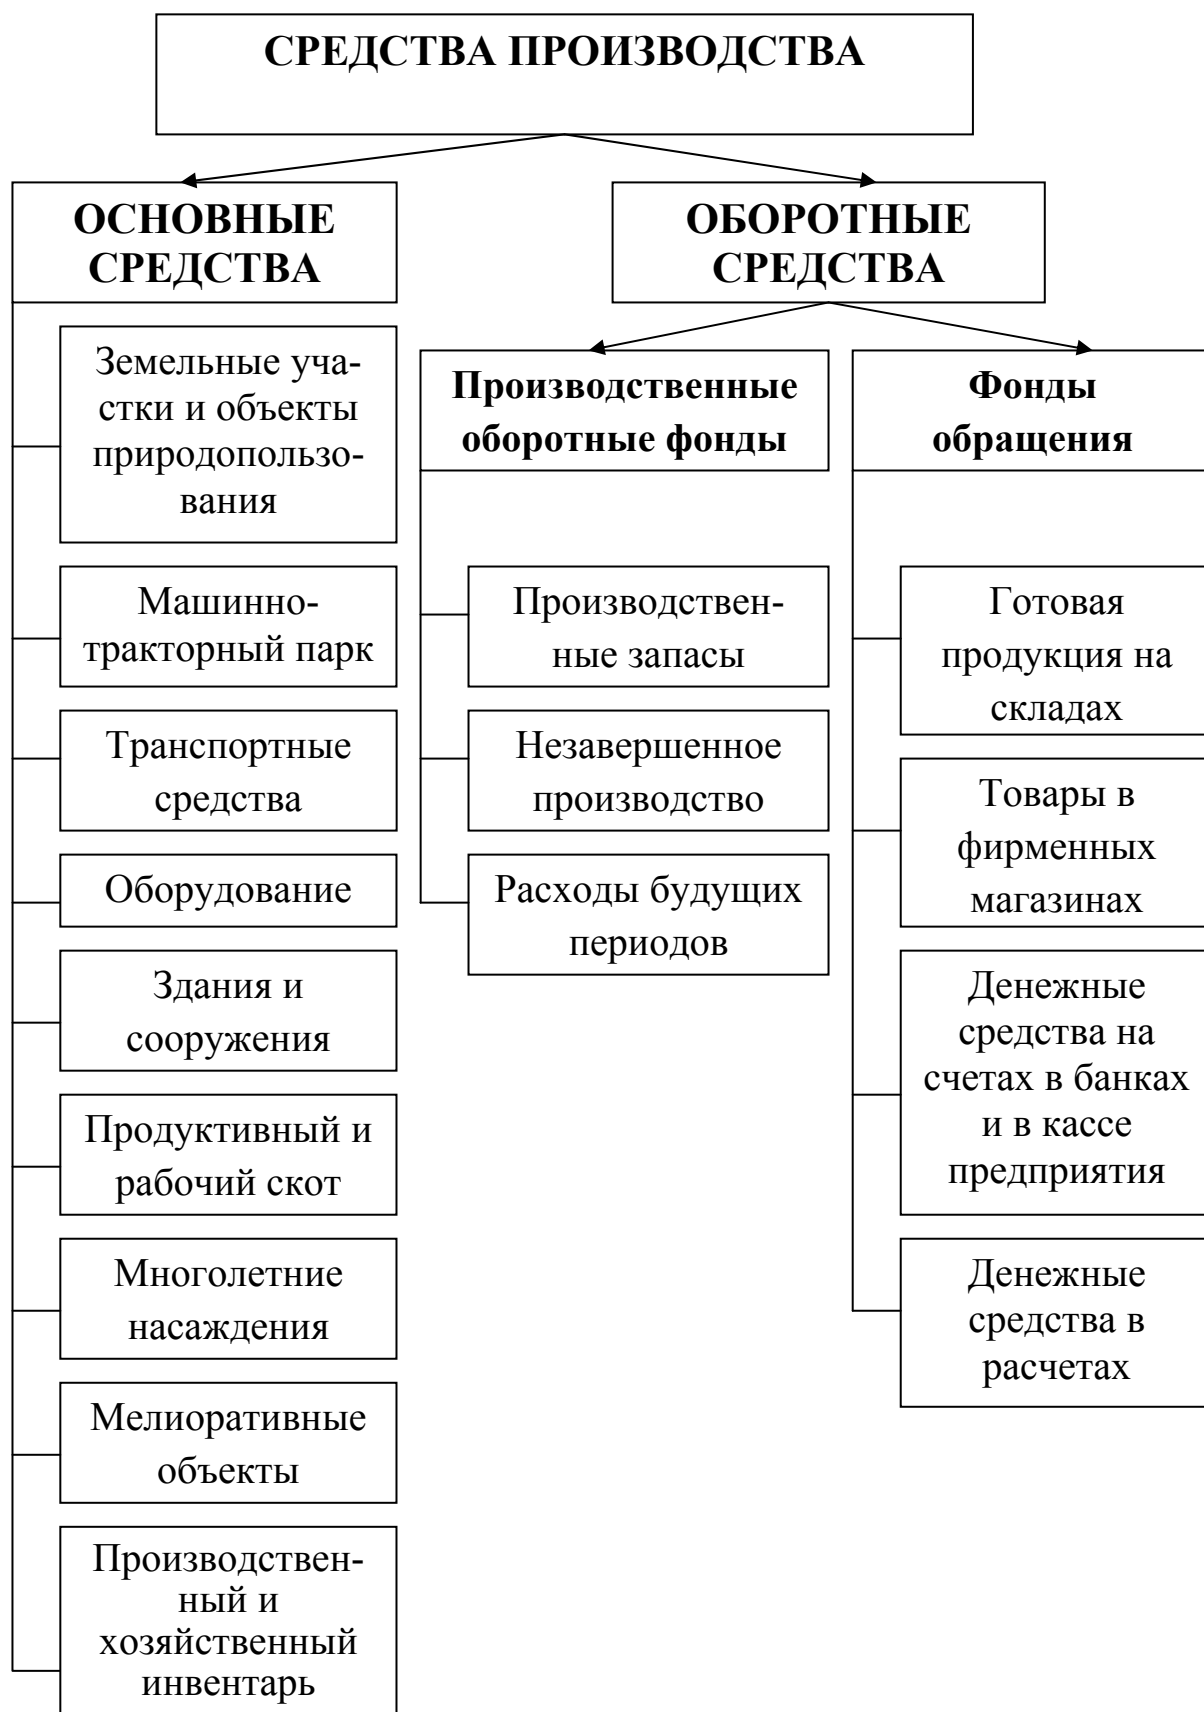 СРЕДСТВА ПРОИЗВОДСТВА
ОСНОВНЫЕ
СРЕДСТВА
Земельные уча-
стки и объекты
природопользо-
вания
Машинно-
тракторный парк
Транспортные
средства
Оборудование
Здания и
сооружения
Продуктивный и
рабочий скот
Многолетние
насаждения
Мелиоративные
объекты
Производствен-
ный и
хозяйственный
инвентарь
ОБОРОТНЫЕ
СРЕДСТВА
Производственные
оборотные фонды
Производствен-
ные запасы
Незавершенное
производство
Расходы будущих
периодов
Фонды
обращения
Готовая
продукция на
складах
Товары в
фирменных
магазинах
Денежные
средства на
счетах в банках
и в кассе
предприятия
Денежные
средства в
расчетах